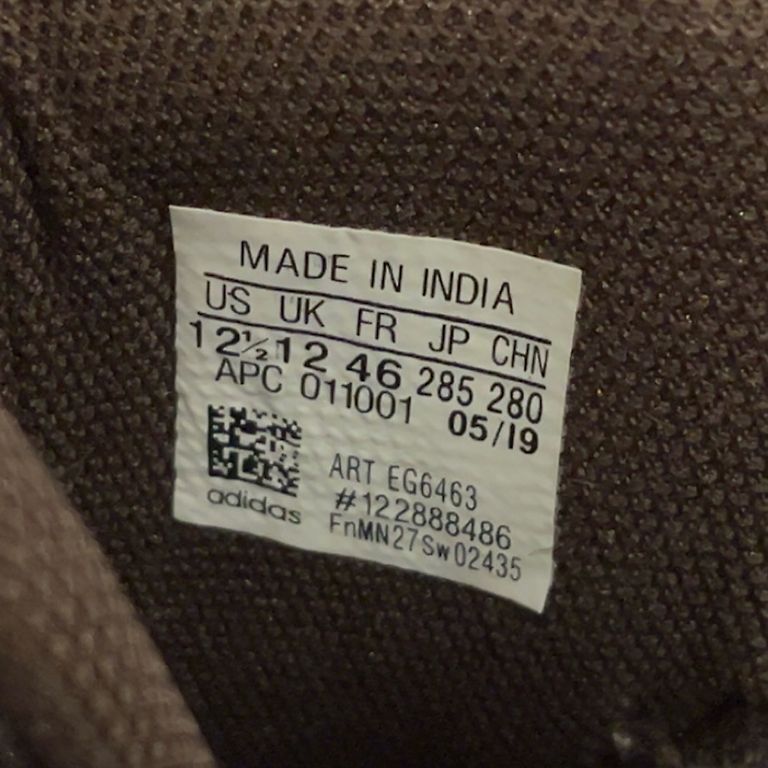 MADE IN INDIA
US UK FR JP CHN
12½ 12 46 285 280
APC 011001 05/19
ART EG6463
#122888486
adidas FnMN27Sw02435